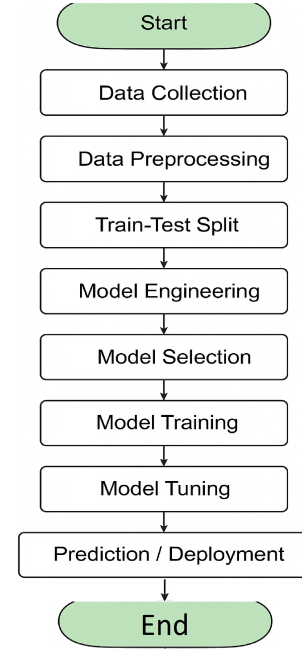 Start
Data Collection
Data Preprocessing
Train-Test Split
Model Engineering
Model Selection
Model Training
Model Tuning
Prediction / Deployment
End